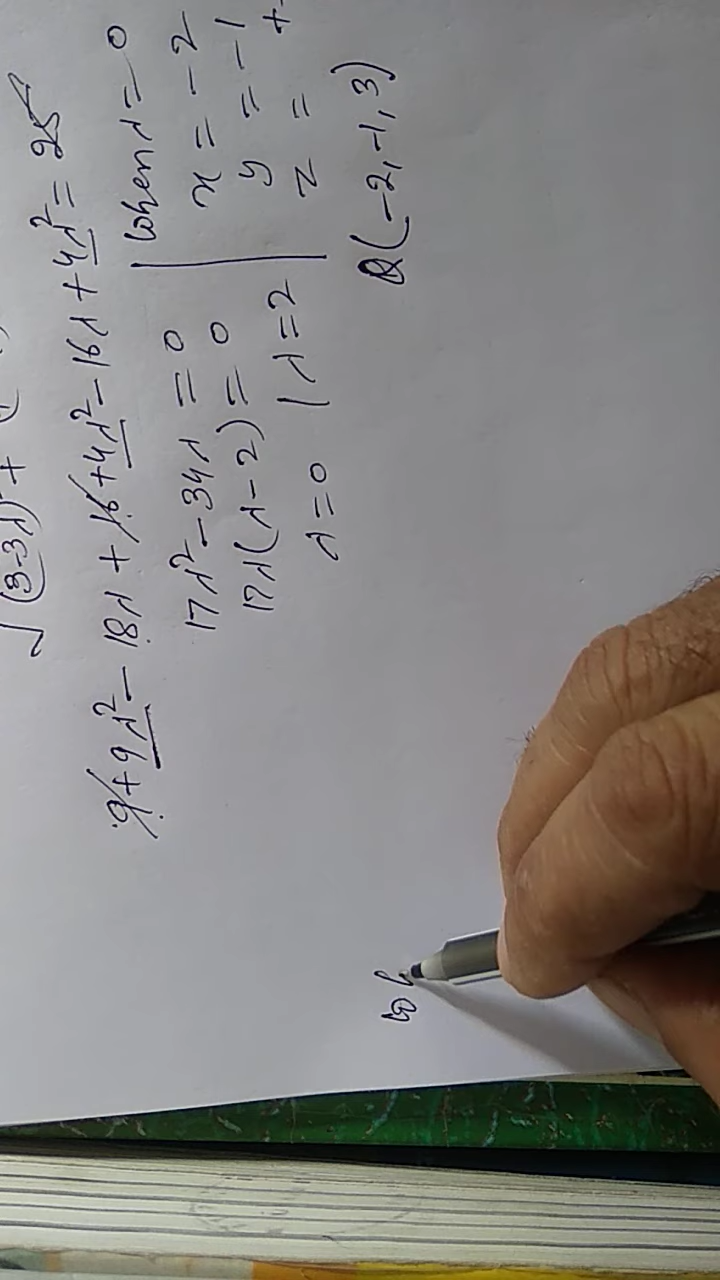 √(3-3λ)² + (
9+9λ²-18λ+16+4λ²-16λ+4λ²=25
17λ²-34λ=0 | when λ=0
17λ(λ-2)=0 | x=-2
λ=0 | λ=2 | y=-1
z=+
Q(-2,-1,3)
wh